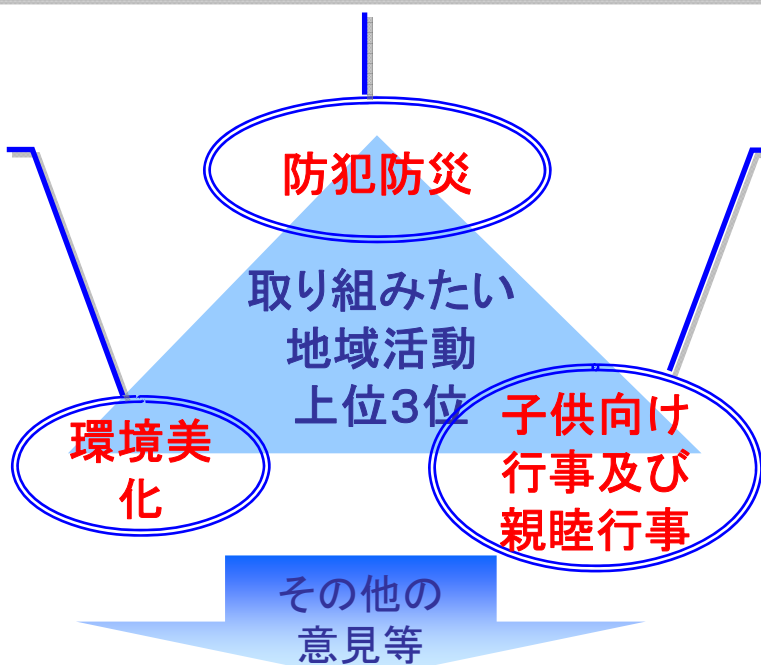 防犯防災
取り組みたい
地域活動
上位3位
環境美
化
子供向け
行事及び
親睦行事
その他の
意見等